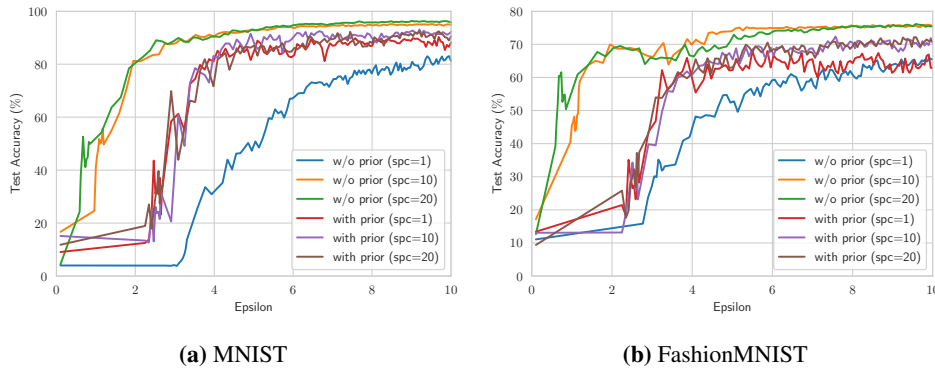 100
80
60
40
20
0
Test Accuracy (%)
w/o prior (spc=1)
w/o prior (spc=10)
w/o prior (spc=20)
with prior (spc=1)
with prior (spc=10)
with prior (spc=20)
0 2 4 6 8 10
Epsilon
(a) MNIST
80
70
60
50
40
30
20
10
0
Test Accuracy (%)
w/o prior (spc=1)
w/o prior (spc=10)
w/o prior (spc=20)
with prior (spc=1)
with prior (spc=10)
with prior (spc=20)
0 2 4 6 8 10
Epsilon
(b) FashionMNIST